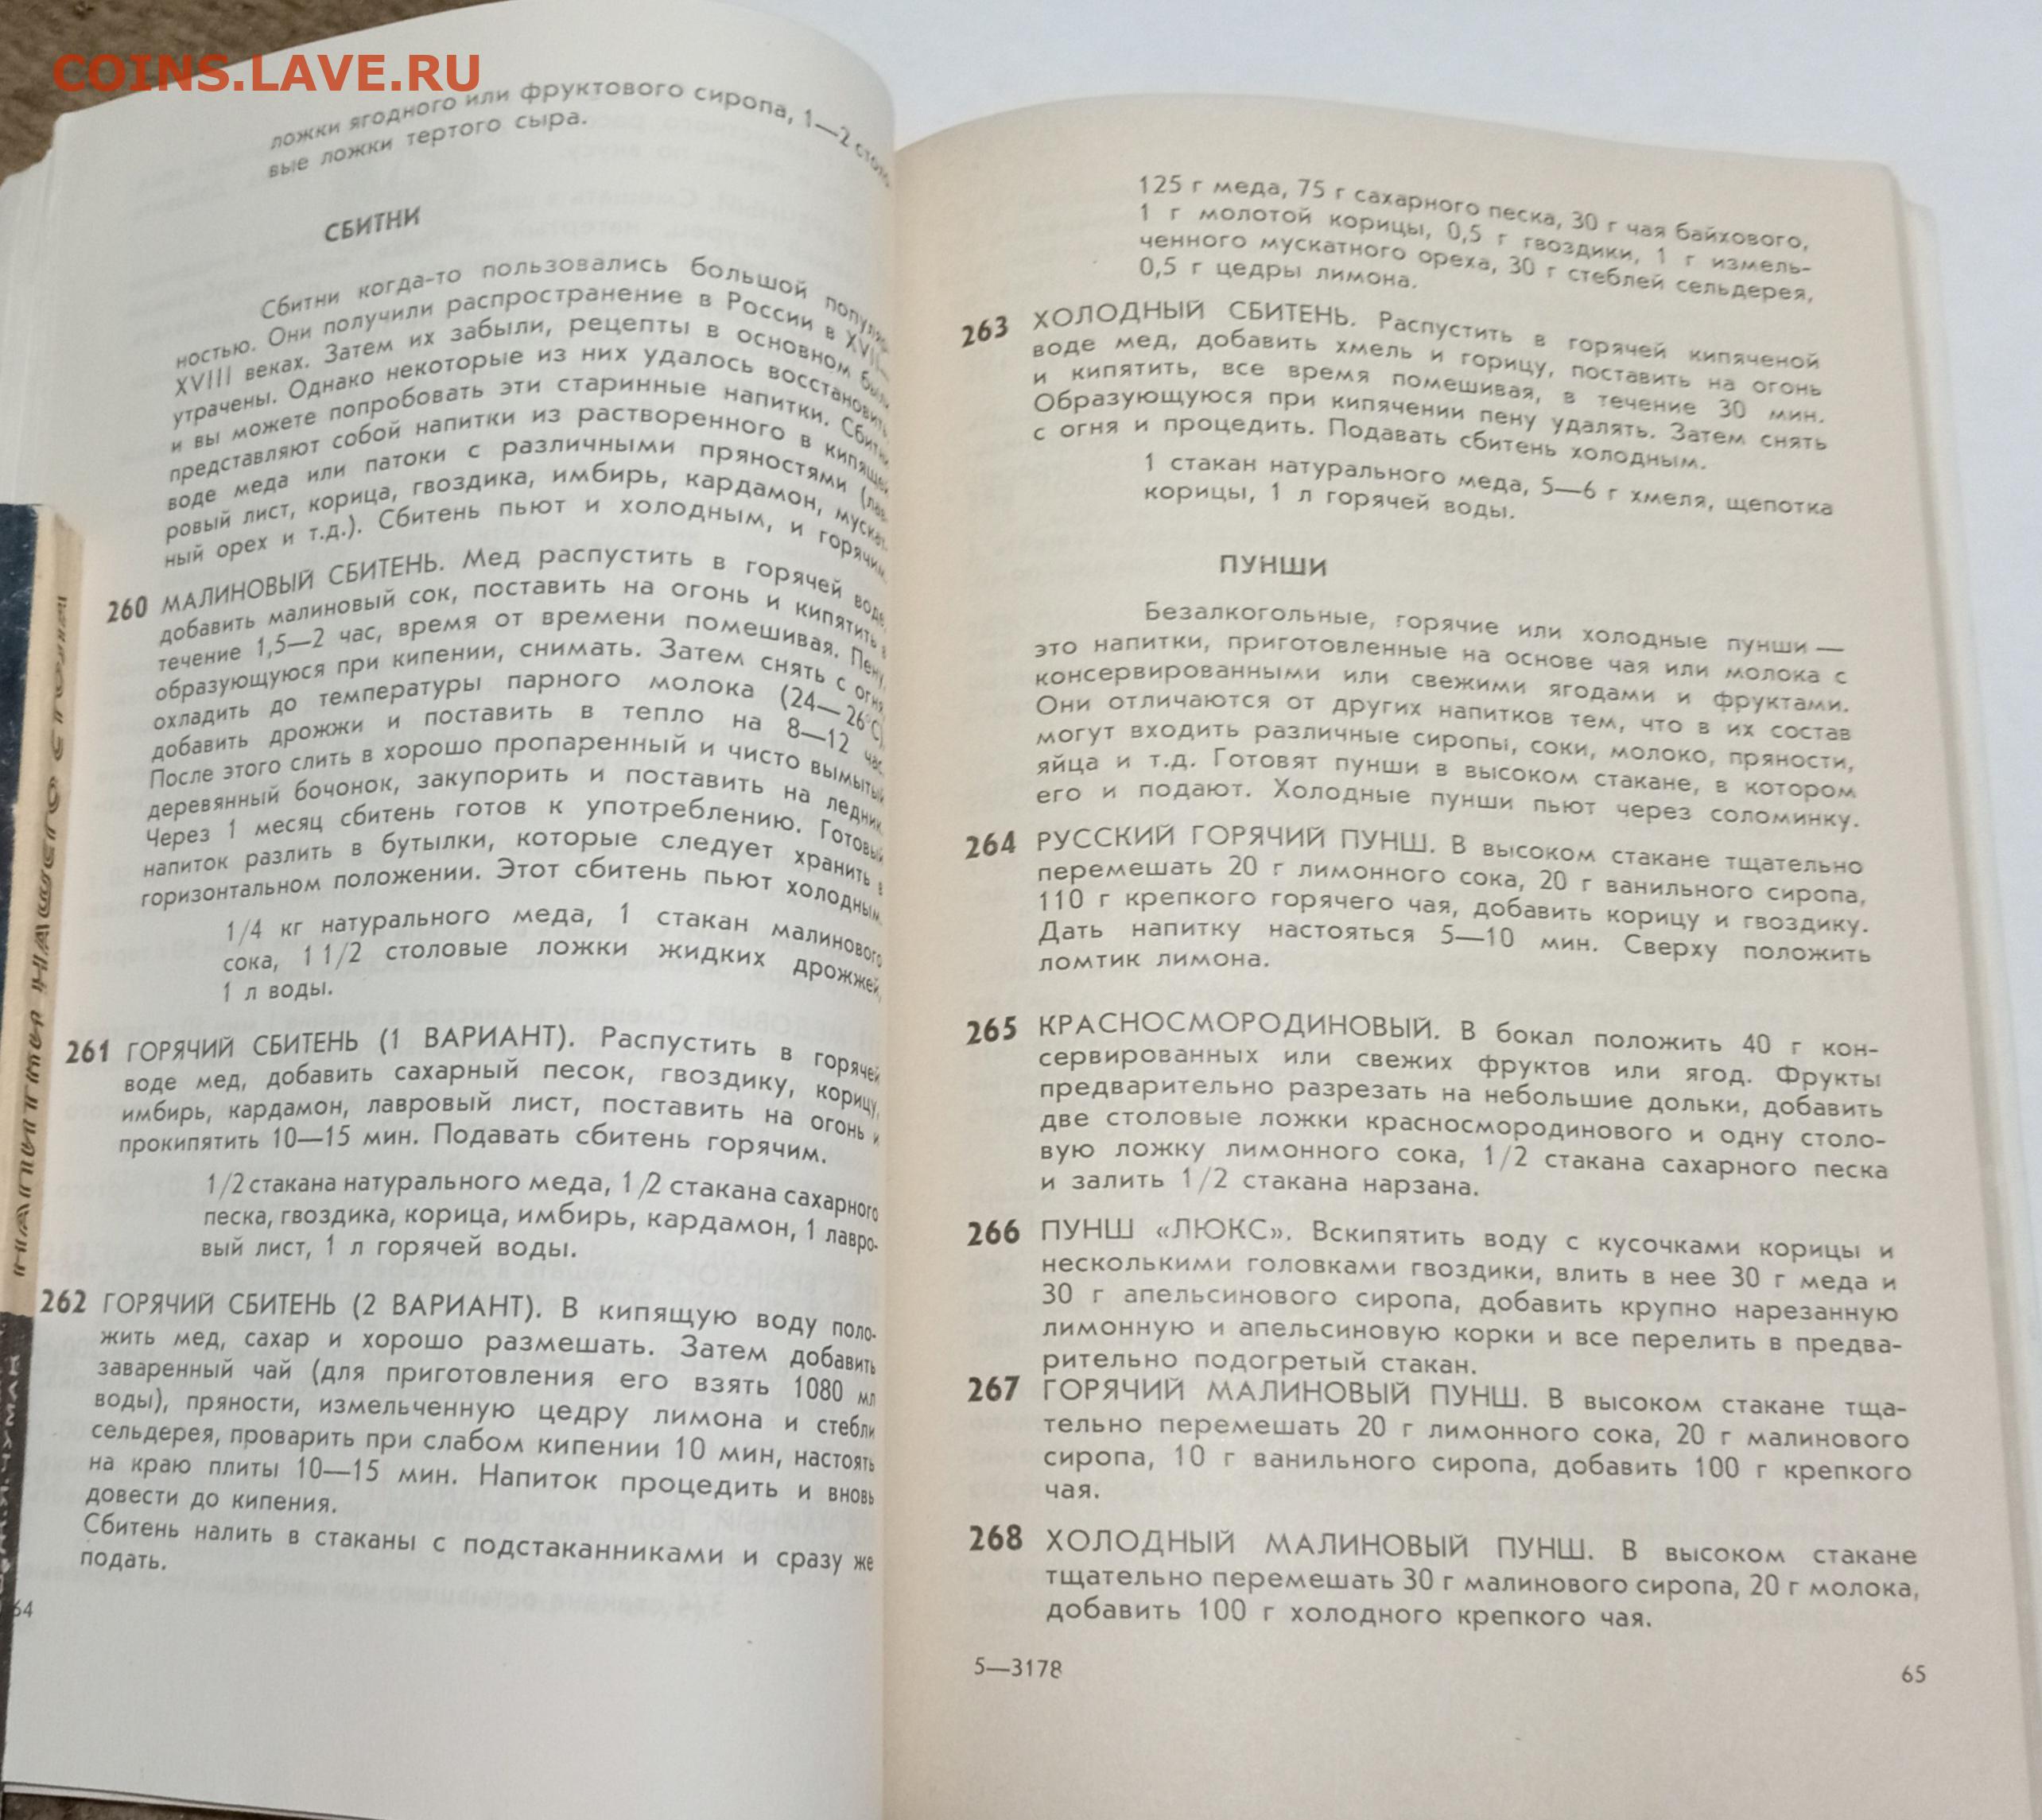 COINS.LAVE.RU
ложки ягодного или фруктового сиропа, 1—2 столо-
вые ложки тертого сыра.
СБИТНИ
Сбитни когда-то пользовались большой популяр-
ностью. Они получили распространение в России в XVII—
XVIII веках. Затем их забыли, рецепты в основном были
утрачены. Однако некоторые из них удалось восстановить,
и вы можете попробовать эти старинные напитки. Сбитни
представляют собой напитки из растворенного в кипящей
воде меда или патоки с различными пряностями (лав-
ровый лист, корица, гвоздика, имбирь, кардамон, мускат-
ный орех и т.д.). Сбитень пьют и холодным, и горячим.
260 МАЛИНОВЫЙ СБИТЕНЬ. Мед распустить в горячей воде,
добавить малиновый сок, поставить на огонь и кипятить в
течение 1,5—2 час, время от времени помешивая. Пену,
образующуюся при кипении, снимать. Затем снять с огня,
охладить до температуры парного молока (24—26°С),
добавить дрожжи и поставить в тепло на 8—12 час.
После этого слить в хорошо пропаренный и чисто вымытый
деревянный бочонок, закупорить и поставить на ледник.
Через 1 месяц сбитень готов к употреблению. Готовый
напиток разлить в бутылки, которые следует хранить в
горизонтальном положении. Этот сбитень пьют холодным.
1/4 кг натурального меда, 1 стакан малинового
сока, 1 1/2 столовые ложки жидких дрожжей,
1 л воды.
261 ГОРЯЧИЙ СБИТЕНЬ (1 ВАРИАНТ). Распустить в горячей
воде мед, добавить сахарный песок, гвоздику, корицу,
имбирь, кардамон, лавровый лист, поставить на огонь и
прокипятить 10—15 мин. Подавать сбитень горячим.
1/2 стакана натурального меда, 1/2 стакана сахарного
песка, гвоздика, корица, имбирь, кардамон, 1 лавро-
вый лист, 1 л горячей воды.
262 ГОРЯЧИЙ СБИТЕНЬ (2 ВАРИАНТ). В кипящую воду поло-
жить мед, сахар и хорошо размешать. Затем добавить
заваренный чай (для приготовления его взять 1080 мл
воды), пряности, измельченную цедру лимона и стебли
сельдерея, проварить при слабом кипении 10 мин, настоять
на краю плиты 10—15 мин. Напиток процедить и вновь
довести до кипения.
Сбитень налить в стаканы с подстаканниками и сразу же
подать.
64
НАПИТКИ НАШЕГО СТОЛА
125 г меда, 75 г сахарного песка, 30 г чая байхового,
1 г молотой корицы, 0,5 г гвоздики, 1 г измель-
ченного мускатного ореха, 30 г стеблей сельдерея,
0,5 г цедры лимона.
263 ХОЛОДНЫЙ СБИТЕНЬ. Распустить в горячей кипяченой
воде мед, добавить хмель и горицу, поставить на огонь
и кипятить, все время помешивая, в течение 30 мин.
Образующуюся при кипячении пену удалять. Затем снять
с огня и процедить. Подавать сбитень холодным.
1 стакан натурального меда, 5—6 г хмеля, щепотка
корицы, 1 л горячей воды.
ПУНШИ
Безалкогольные, горячие или холодные пунши —
это напитки, приготовленные на основе чая или молока с
консервированными или свежими ягодами и фруктами.
Они отличаются от других напитков тем, что в их состав
могут входить различные сиропы, соки, молоко, пряности,
яйца и т.д. Готовят пунши в высоком стакане, в котором
его и подают. Холодные пунши пьют через соломинку.
264 РУССКИЙ ГОРЯЧИЙ ПУНШ. В высоком стакане тщательно
перемешать 20 г лимонного сока, 20 г ванильного сиропа,
110 г крепкого горячего чая, добавить корицу и гвоздику.
Дать напитку настояться 5—10 мин. Сверху положить
ломтик лимона.
265 КРАСНОСМОРОДИНОВЫЙ. В бокал положить 40 г кон-
сервированных или свежих фруктов или ягод. Фрукты
предварительно разрезать на небольшие дольки, добавить
две столовые ложки красносмородинового и одну столо-
вую ложку лимонного сока, 1/2 стакана сахарного песка
и залить 1/2 стакана нарзана.
266 ПУНШ «ЛЮКС». Вскипятить воду с кусочками корицы и
несколькими головками гвоздики, влить в нее 30 г меда и
30 г апельсинового сиропа, добавить крупно нарезанную
лимонную и апельсиновую корки и все перелить в предва-
рительно подогретый стакан.
267 ГОРЯЧИЙ МАЛИНОВЫЙ ПУНШ. В высоком стакане тща-
тельно перемешать 20 г лимонного сока, 20 г малинового
сиропа, 10 г ванильного сиропа, добавить 100 г крепкого
чая.
268 ХОЛОДНЫЙ МАЛИНОВЫЙ ПУНШ. В высоком стакане
тщательно перемешать 30 г малинового сиропа, 20 г молока,
добавить 100 г холодного крепкого чая.
5—3178
65